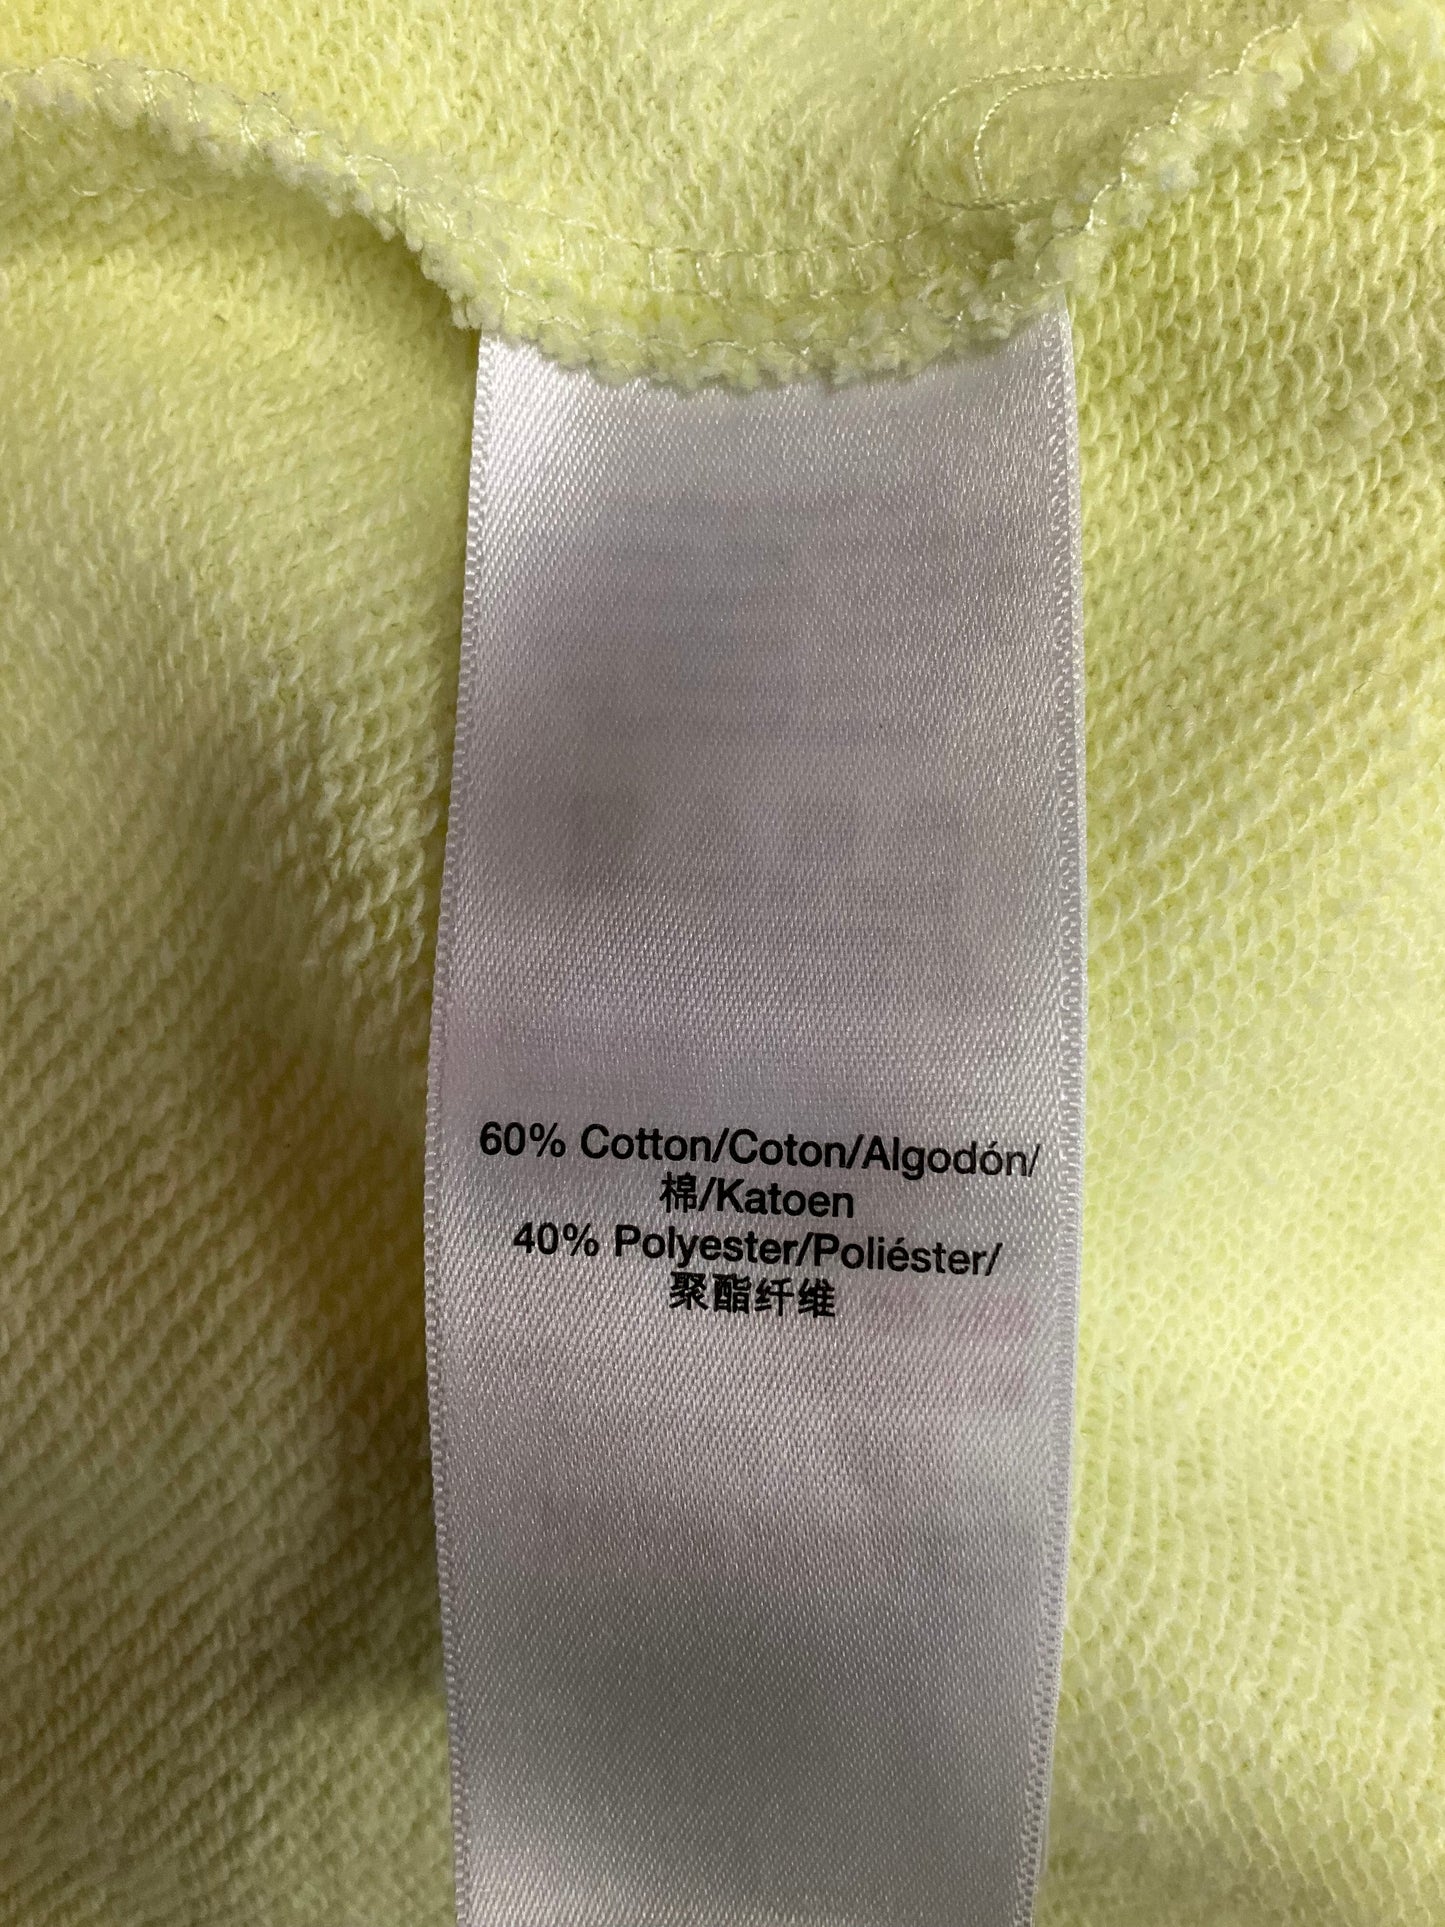 60% Cotton/Coton/Algodón/
棉/Katoen
40% Polyester/Poliéster/
聚酯纤维